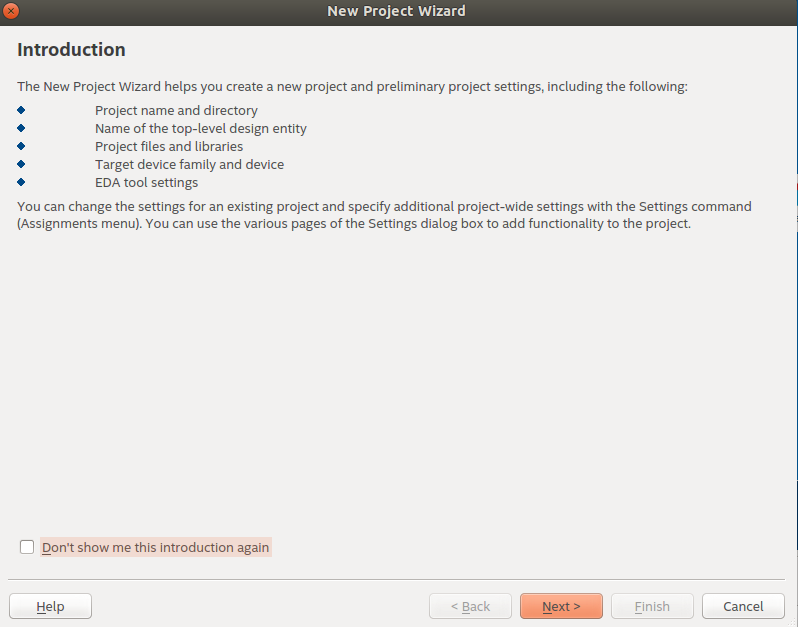 New Project Wizard
Introduction
The New Project Wizard helps you create a new project and preliminary project settings, including the following:
Project name and directory
Name of the top-level design entity
Project files and libraries
Target device family and device
EDA tool settings
You can change the settings for an existing project and specify additional project-wide settings with the Settings command
(Assignments menu). You can use the various pages of the Settings dialog box to add functionality to the project.
Don't show me this introduction again
Help
< Back
Next >
Finish
Cancel